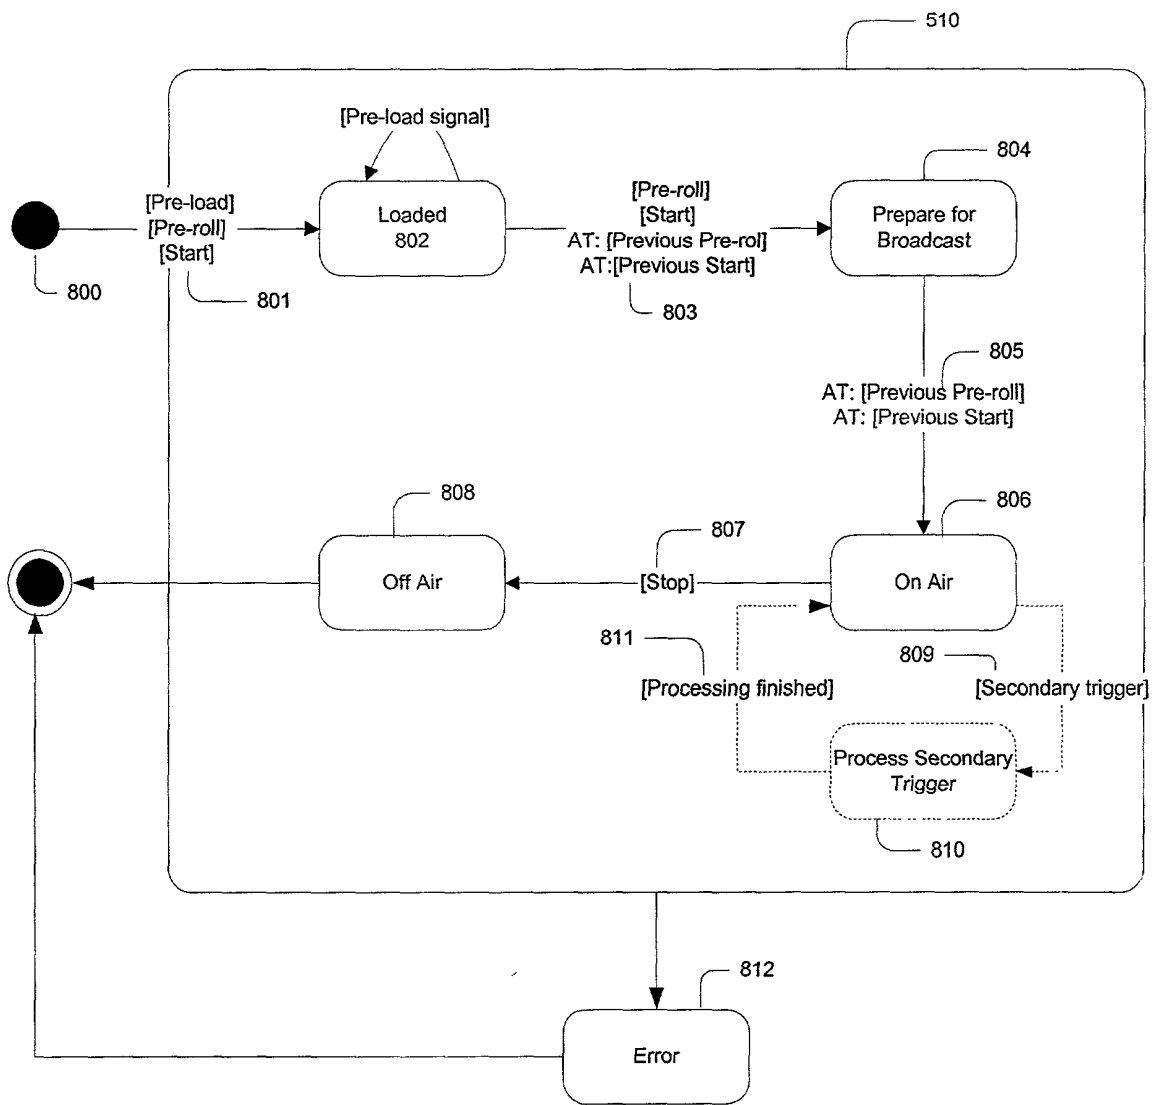 510
[Pre-load signal]
804
[Pre-load]
[Pre-roll]
[Start]
Loaded
802
[Pre-roll]
[Start]
AT: [Previous Pre-rol]
AT:[Previous Start]
Prepare for
Broadcast
800
801
803
805
AT: [Previous Pre-roll]
AT: [Previous Start]
808
807
806
Off Air
[Stop]
On Air
811
809
[Processing finished]
[Secondary trigger]
Process Secondary
Trigger
810
812
Error